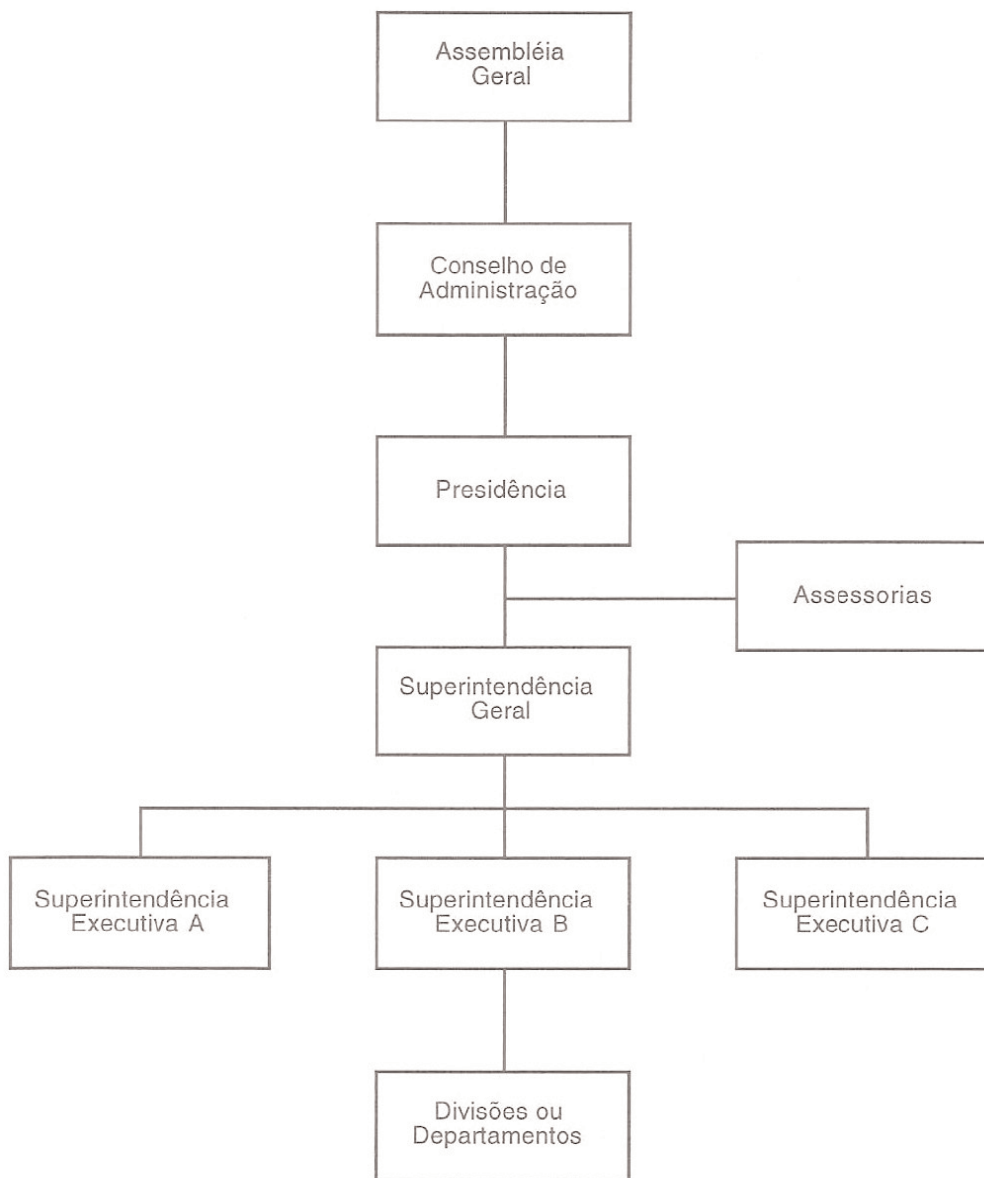 Assembléia
Geral
Conselho de
Administração
Presidência
Assessorias
Superintendência
Geral
Superintendência
Executiva A
Superintendência
Executiva B
Superintendência
Executiva C
Divisões ou
Departamentos